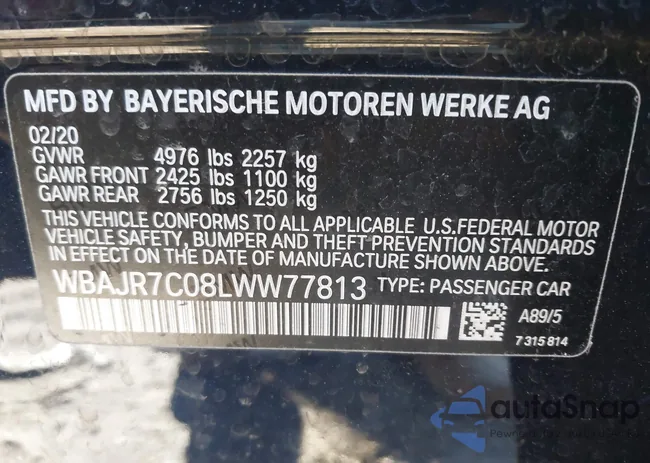 MFD BY BAYERISCHE MOTOREN WERKE AG
02/20
GVWR 4976 lbs 2257 kg
GAWR FRONT 2425 lbs 1100 kg
GAWR REAR 2756 lbs 1250 kg
THIS VEHICLE CONFORMS TO ALL APPLICABLE U.S.FEDERAL MOTOR
VEHICLE SAFETY, BUMPER AND THEFT PREVENTION STANDARDS
IN EFFECT ON THE DATE OF MANUFACTURE SHOWN ABOVE.
WBAJR7C08LWW77813 TYPE: PASSENGER CAR
A89/5
7 315 814
autoSnap